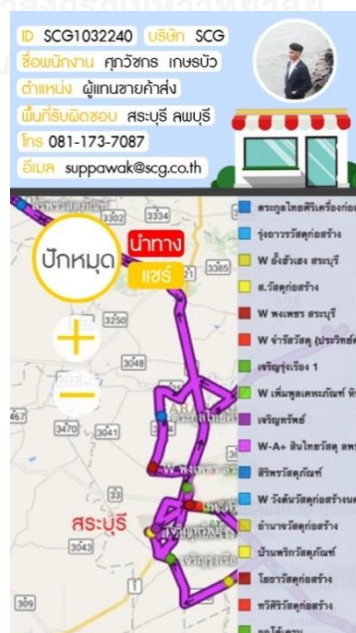 ID SCG1032240 บริษัท SCG
ชื่อพนักงาน ศุภวัชกร เกษรบัว
ตำแหน่ง ผู้แทนขายค้าส่ง
พื้นที่รับผิดชอบ สระบุรี ลพบุรี
โทร 081-173-7087
อีเมล suppawak@scg.co.th
ปักหมุด
นำทาง
แชร์
3302
3334
21
3385
3250
3048
3470
3041
33
สระบุรี
3043
1
309
ตระกูลไทยศิริเครื่องก่อ
รุ่งถาวรวัสดุก่อสร้าง
W อั้งฮัวเฮง สระบุรี
ส.วัสดุก่อสร้าง
W พงเพชร สระบุรี
W จำรัสวัสดุ (ประวิทย์
เจริญรุ่งเรือง 1
W เพิ่มพูลเคหะภัณฑ์
เจริญทรัพย์
W-A+ สินไทยวัสดุ ลพ
สิริพรวัสดุภัณฑ์
W วังตันวัสดุก่อสร้าง
อำนาจวัสดุก่อสร้าง
บ้านพริกวัสดุภัณฑ์
โยธาวัสดุก่อสร้าง
ทวีศิริวัสดุก่อสร้าง